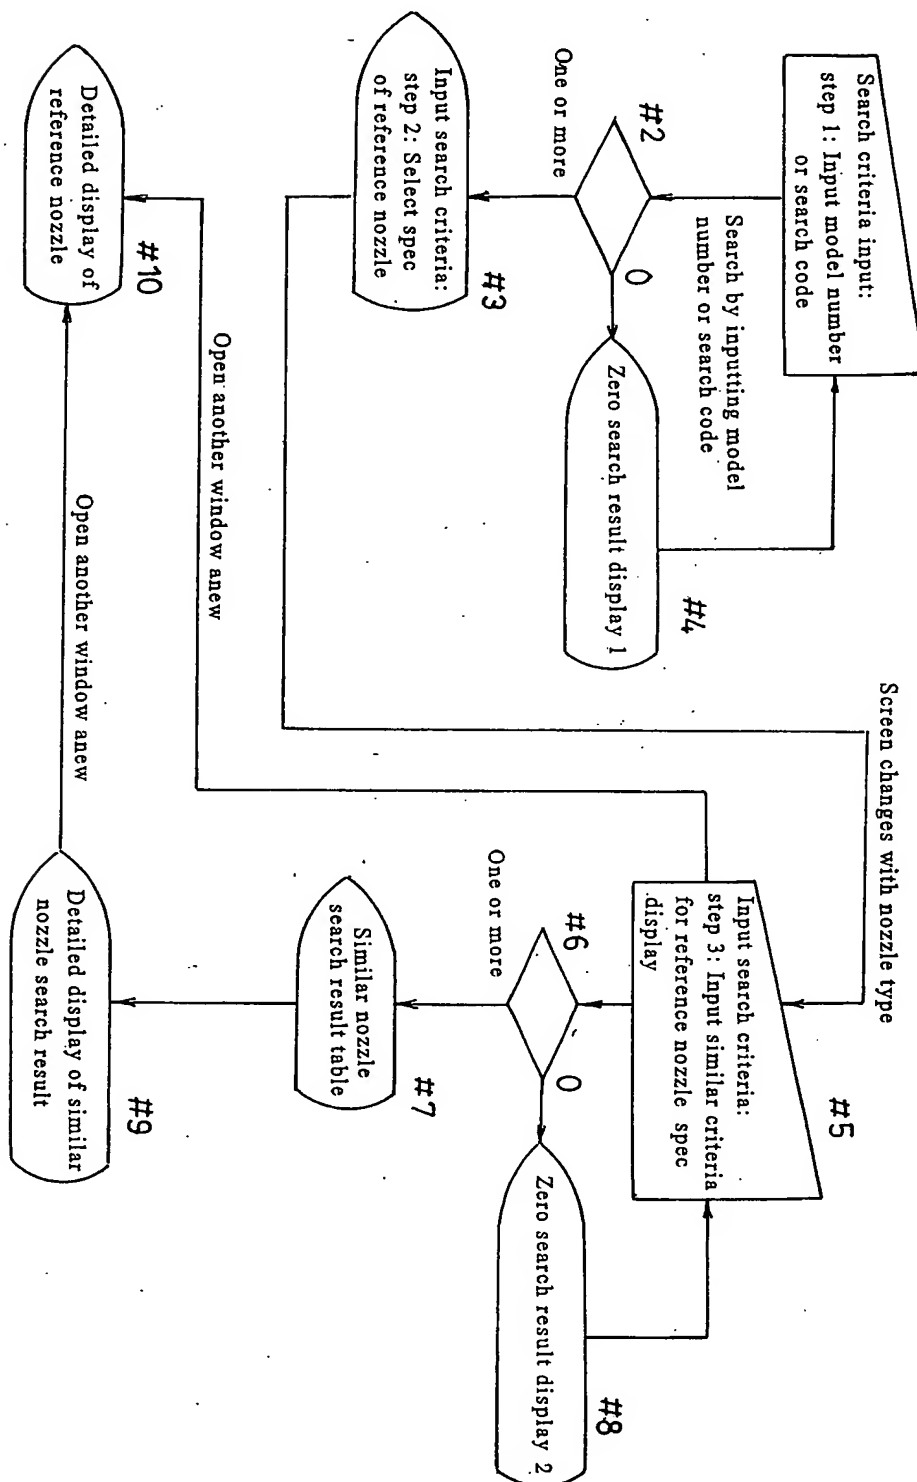 Search criteria input:
step 1: Input model number
or search code
#2
Search by inputting model
number or search code
One or more
0
Input search criteria:
step 2: Select spec
of reference nozzle
#3
Zero search result display 1
#4
Screen changes with nozzle type
Input search criteria:
step 3: Input similar criteria
for reference nozzle spec
display
#5
#6
One or more
0
Similar nozzle
search result table
#7
Zero search result display 2
#8
Detailed display of similar
nozzle search result
#9
Open another window anew
Open another window anew
Detailed display of
reference nozzle
#10